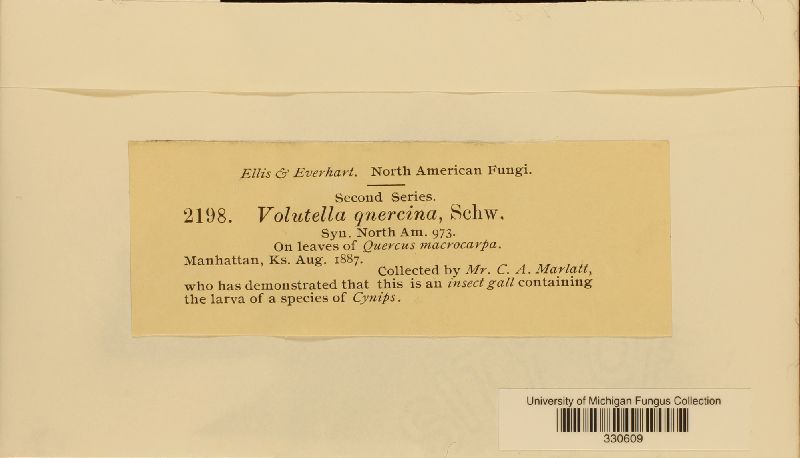 Ellis & Everhart. North American Fungi.
Second Series.
2198. Volutella qnercina, Schw.
Syn. North Am. 973.
On leaves of Quercus macrocarpa.
Manhattan, Ks. Aug. 1887.
Collected by Mr. C. A. Marlatt,
who has demonstrated that this is an insect gall containing
the larva of a species of Cynips.
University of Michigan Fungus Collection
330609